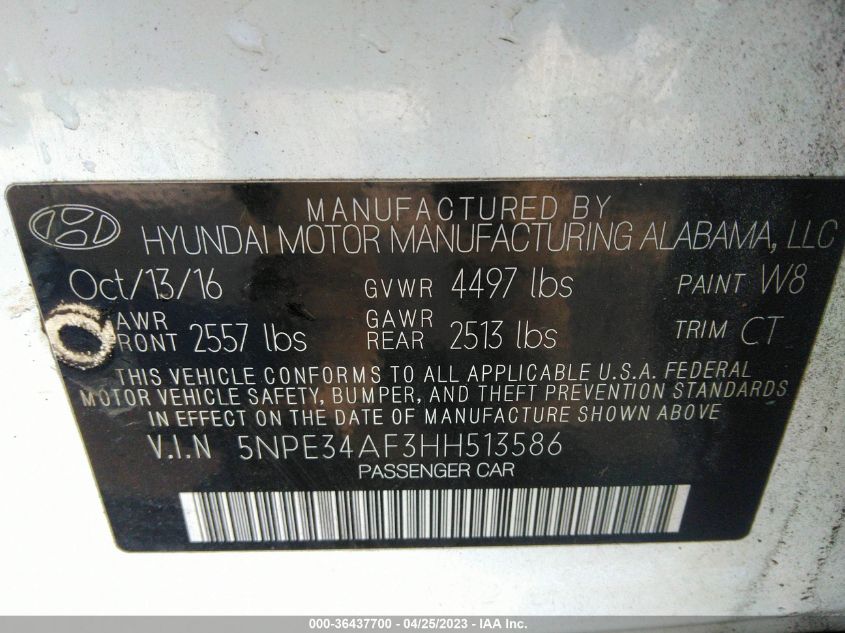 MANUFACTURED BY
HYUNDAI MOTOR MANUFACTURING ALABAMA, LLC
Oct/13/16 GVWR 4497 lbs PAINT W8
AWR FRONT 2557 lbs GAWR REAR 2513 lbs TRIM CT
THIS VEHICLE CONFORMS TO ALL APPLICABLE U.S.A. FEDERAL
MOTOR VEHICLE SAFETY, BUMPER, AND THEFT PREVENTION STANDARDS
IN EFFECT ON THE DATE OF MANUFACTURE SHOWN ABOVE
V.I.N 5NPE34AF3HH513586
PASSENGER CAR
000-36437700 - 04/25/2023 - IAA Inc.